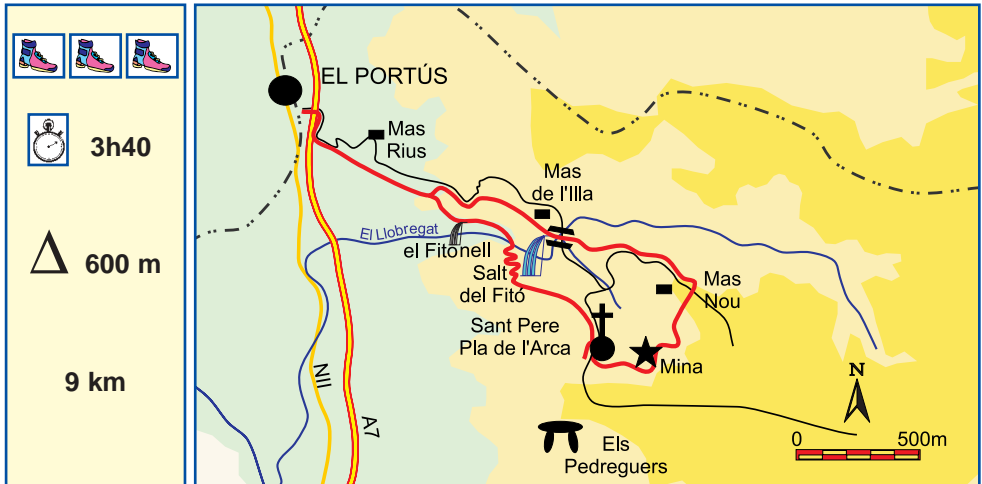 3h40
600 m
9 km
EL PORTÚS
Mas
Rius
Mas
de l'Illa
El Llobregat
el Fitonell
Salt
del Fitó
Mas
Nou
Sant Pere
Pla de l'Arca
Mina
NII
A7
N
Els
Pedreguers
0 500m